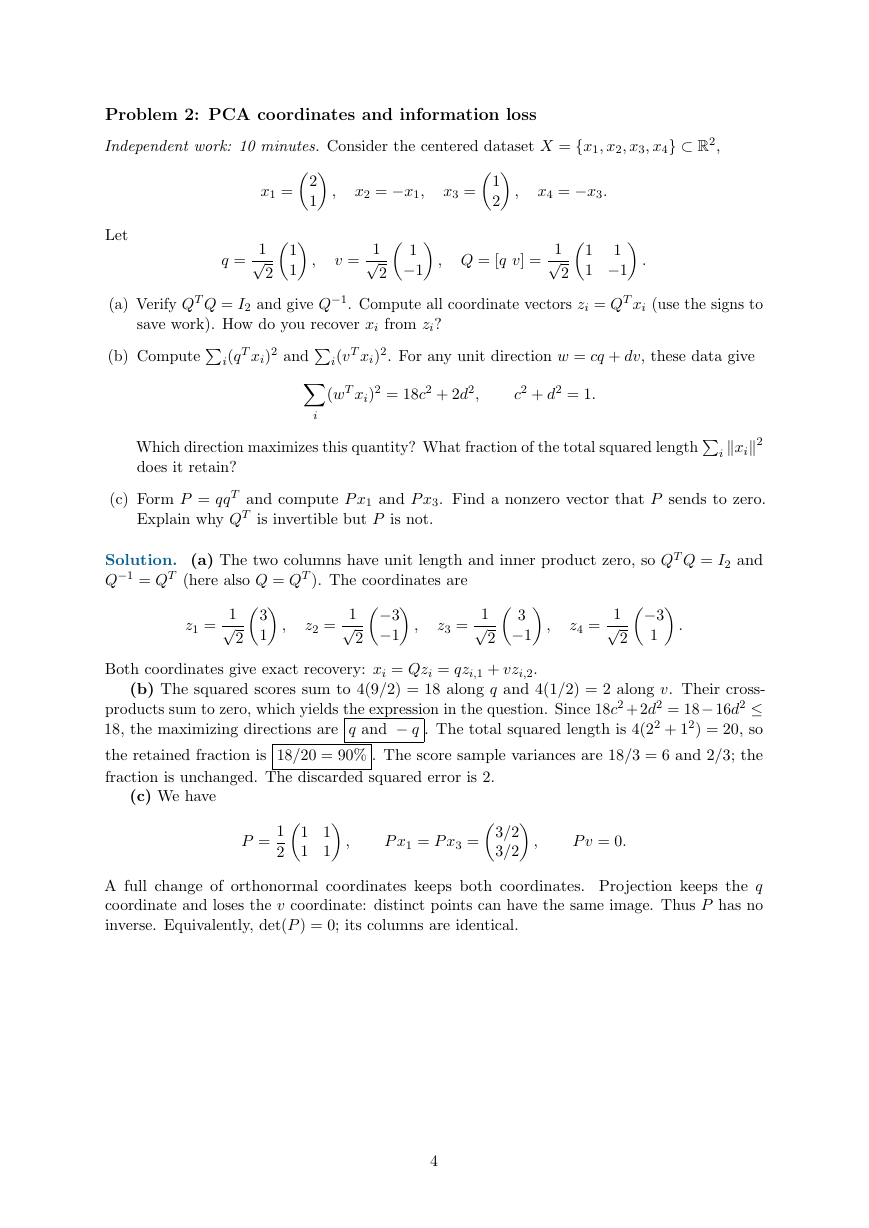 Problem 2: PCA coordinates and information loss
Independent work: 10 minutes. Consider the centered dataset X = {x₁, x₂, x₃, x₄} ⊂ ℝ²,
x₁ = (2 1), x₂ = −x₁, x₃ = (1 2), x₄ = −x₃.
Let
q = 1/√2 (1 1), v = 1/√2 (1 −1), Q = [q v] = 1/√2 (1 1 1 −1).
(a) Verify QᵀQ = I₂ and give Q⁻¹. Compute all coordinate vectors zᵢ = Qᵀxᵢ (use the signs to
save work). How do you recover xᵢ from zᵢ?
(b) Compute ∑ᵢ(qᵀxᵢ)² and ∑ᵢ(vᵀxᵢ)². For any unit direction w = cq + dv, these data give
∑ᵢ(wᵀxᵢ)² = 18c² + 2d², c² + d² = 1.
Which direction maximizes this quantity? What fraction of the total squared length ∑ᵢ ‖xᵢ‖²
does it retain?
(c) Form P = qqᵀ and compute Px₁ and Px₃. Find a nonzero vector that P sends to zero.
Explain why Qᵀ is invertible but P is not.
Solution. (a) The two columns have unit length and inner product zero, so QᵀQ = I₂ and
Q⁻¹ = Qᵀ (here also Q = Qᵀ). The coordinates are
z₁ = 1/√2 (3 1), z₂ = 1/√2 (−3 −1), z₃ = 1/√2 (3 −1), z₄ = 1/√2 (−3 1).
Both coordinates give exact recovery: xᵢ = Qzᵢ = qzᵢ,₁ + vzᵢ,₂.
(b) The squared scores sum to 4(9/2) = 18 along q and 4(1/2) = 2 along v. Their cross-
products sum to zero, which yields the expression in the question. Since 18c² + 2d² = 18 − 16d² ≤
18, the maximizing directions are q and − q. The total squared length is 4(2² + 1²) = 20, so
the retained fraction is 18/20 = 90%. The score sample variances are 18/3 = 6 and 2/3; the
fraction is unchanged. The discarded squared error is 2.
(c) We have
P = 1/2 (1 1 1 1), Px₁ = Px₃ = (3/2 3/2), Pv = 0.
A full change of orthonormal coordinates keeps both coordinates. Projection keeps the q
coordinate and loses the v coordinate: distinct points can have the same image. Thus P has no
inverse. Equivalently, det(P) = 0; its columns are identical.
4